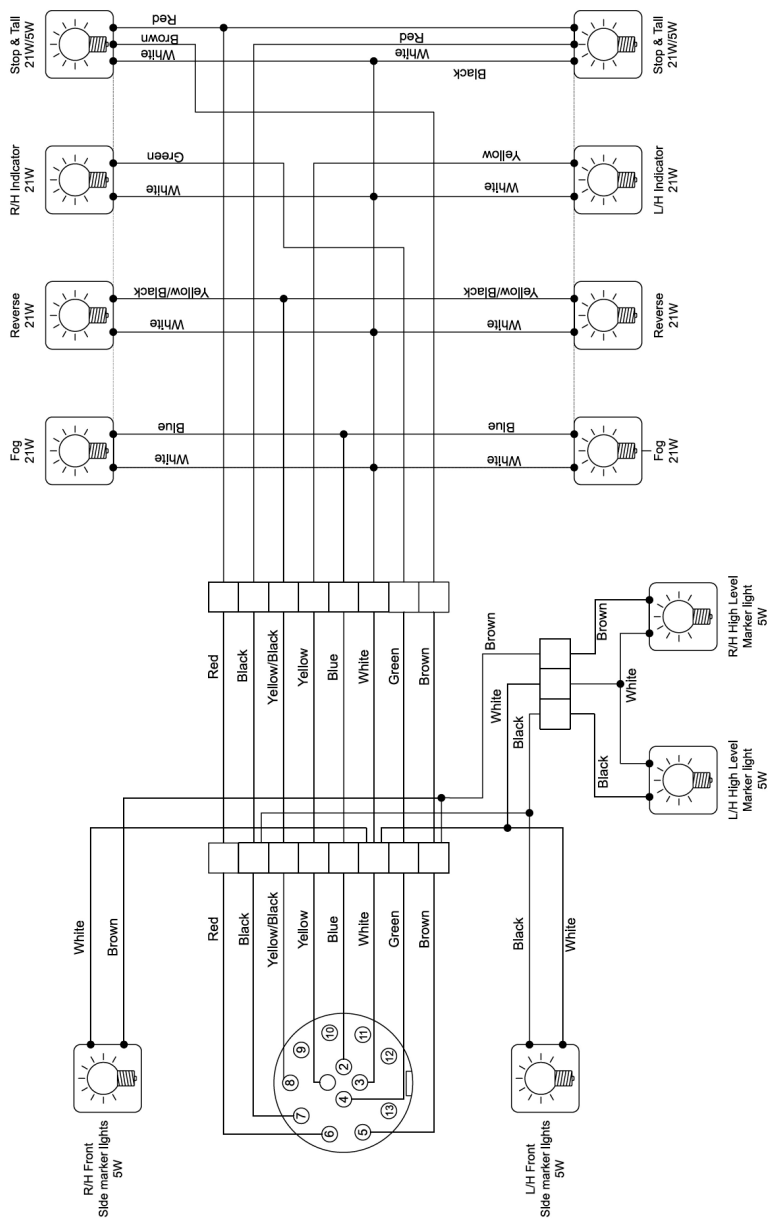 Stop & Tall
21W/5W
Red
Brown
White
Red
White
Black
Stop & Tall
21W/5W
R/H Indicator
21W
Green
White
Yellow
White
L/H Indicator
21W
Reverse
21W
Yellow/Black
White
Yellow/Black
White
Reverse
21W
Fog
21W
Blue
White
Blue
White
Fog
21W
Red
Black
Yellow/Black
Yellow
Blue
White
Green
Brown
Brown
White
Black
Brown
White
Black
R/H High Level
Marker light
5W
L/H High Level
Marker light
5W
White
Brown
Red
Black
Yellow/Black
Yellow
Blue
White
Green
Brown
Black
White
10
9
11
12
8
2
3
7
4
13
6
5
R/H Front
SIde marker lights
5W
L/H Front
SIde marker lights
5W